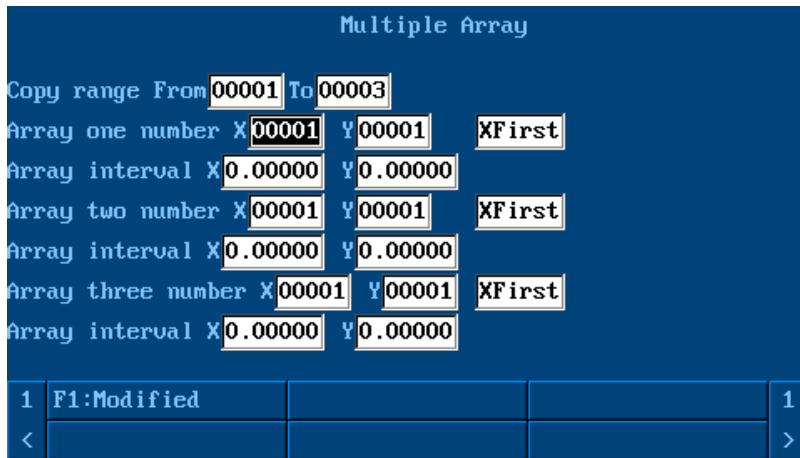 Multiple Array
Copy range From 00001 To 00003
Array one number X 00001 Y 00001 XFirst
Array interval X 0.00000 Y 0.00000
Array two number X 00001 Y 00001 XFirst
Array interval X 0.00000 Y 0.00000
Array three number X 00001 Y 00001 XFirst
Array interval X 0.00000 Y 0.00000
1 F1:Modified 1
< >